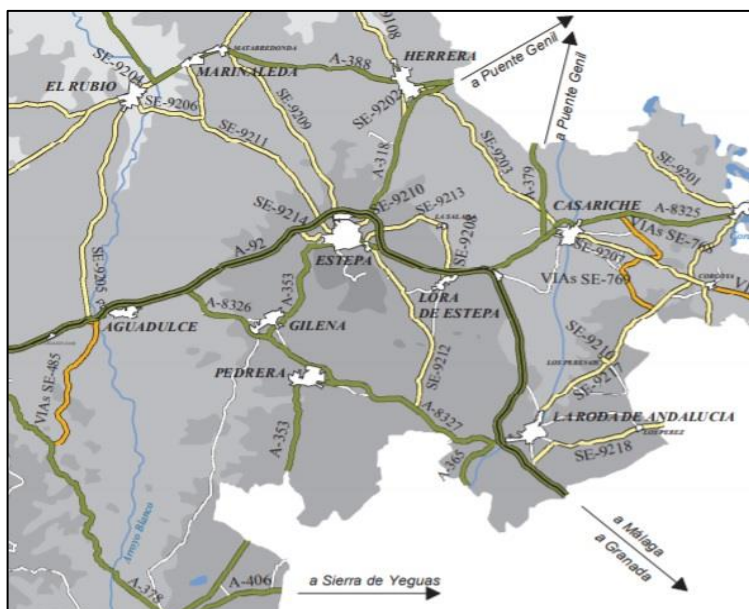 SE-9108
SE-9204
MATARREDONDA
MARINALEDA
HERRERA
a Puente Genil
a Puente Genil
A-388
EL RUBIO
SE-9206
SE-9202
SE-9209
SE-9211
A-318
SE-9203
A-379
SE-9201
CASARICHE
A-8325
SE-9210
SE-9213
SE-9214
LA SALADA
SE-9208
VIAs SE-768
SE-9207
A-92
ESTEPA
VIAs SE-769
CORCOYA
SE-9205
A-353
LORA
DE ESTEPA
A-8326
AGUADULCE
GILENA
SE-9216
VIAs SE-485
SE-9212
SE-9217
PEDRERA
A-8327
LA RODA DE ANDALUCIA
A-353
A-365
SE-9218
LOS PEREZ
Arroyo Blanco
a Málaga
a Granada
A-378
A-406
a Sierra de Yeguas